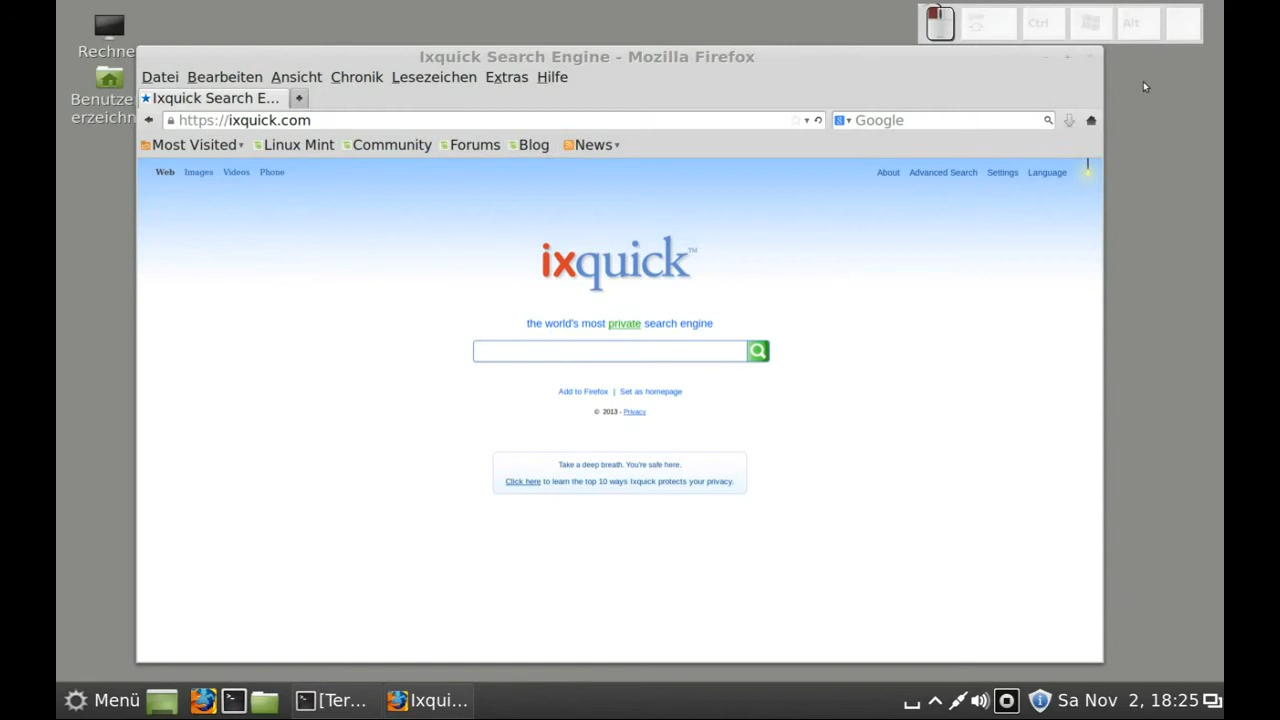 Ctrl Alt
Rechne
Benutze
erzeichn
Ixquick Search Engine - Mozilla Firefox
Datei Bearbeiten Ansicht Chronik Lesezeichen Extras Hilfe
Ixquick Search E...
https://ixquick.com Google
Most Visited Linux Mint Community Forums Blog News
Web Images Videos Phone About Advanced Search Settings Language
ixquick™
the world's most private search engine
Add to Firefox | Set as homepage
© 2013 - Privacy
Take a deep breath. You're safe here.
Click here to learn the top 10 ways Ixquick protects your privacy.
Menü [Ter... Ixqui... Sa Nov 2, 18:25